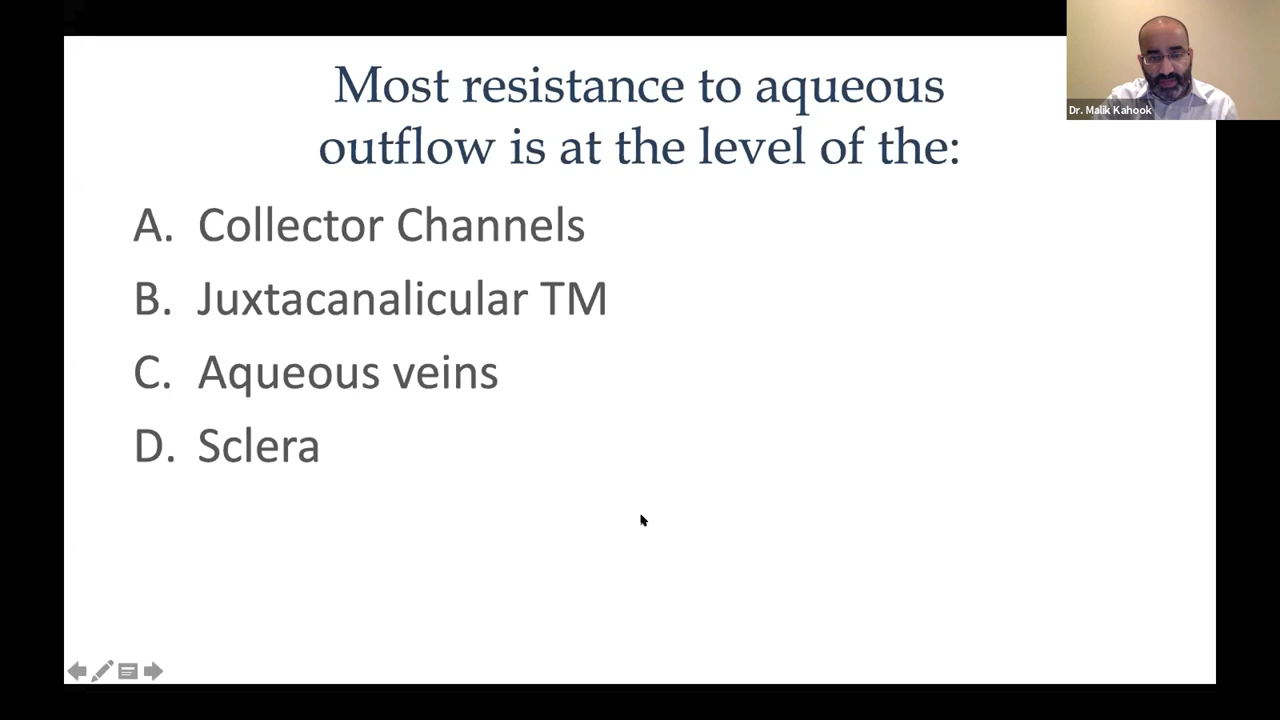 Most resistance to aqueous
outflow is at the level of the:
A. Collector Channels
B. Juxtacanalicular TM
C. Aqueous veins
D. Sclera
Dr. Malik Kahook